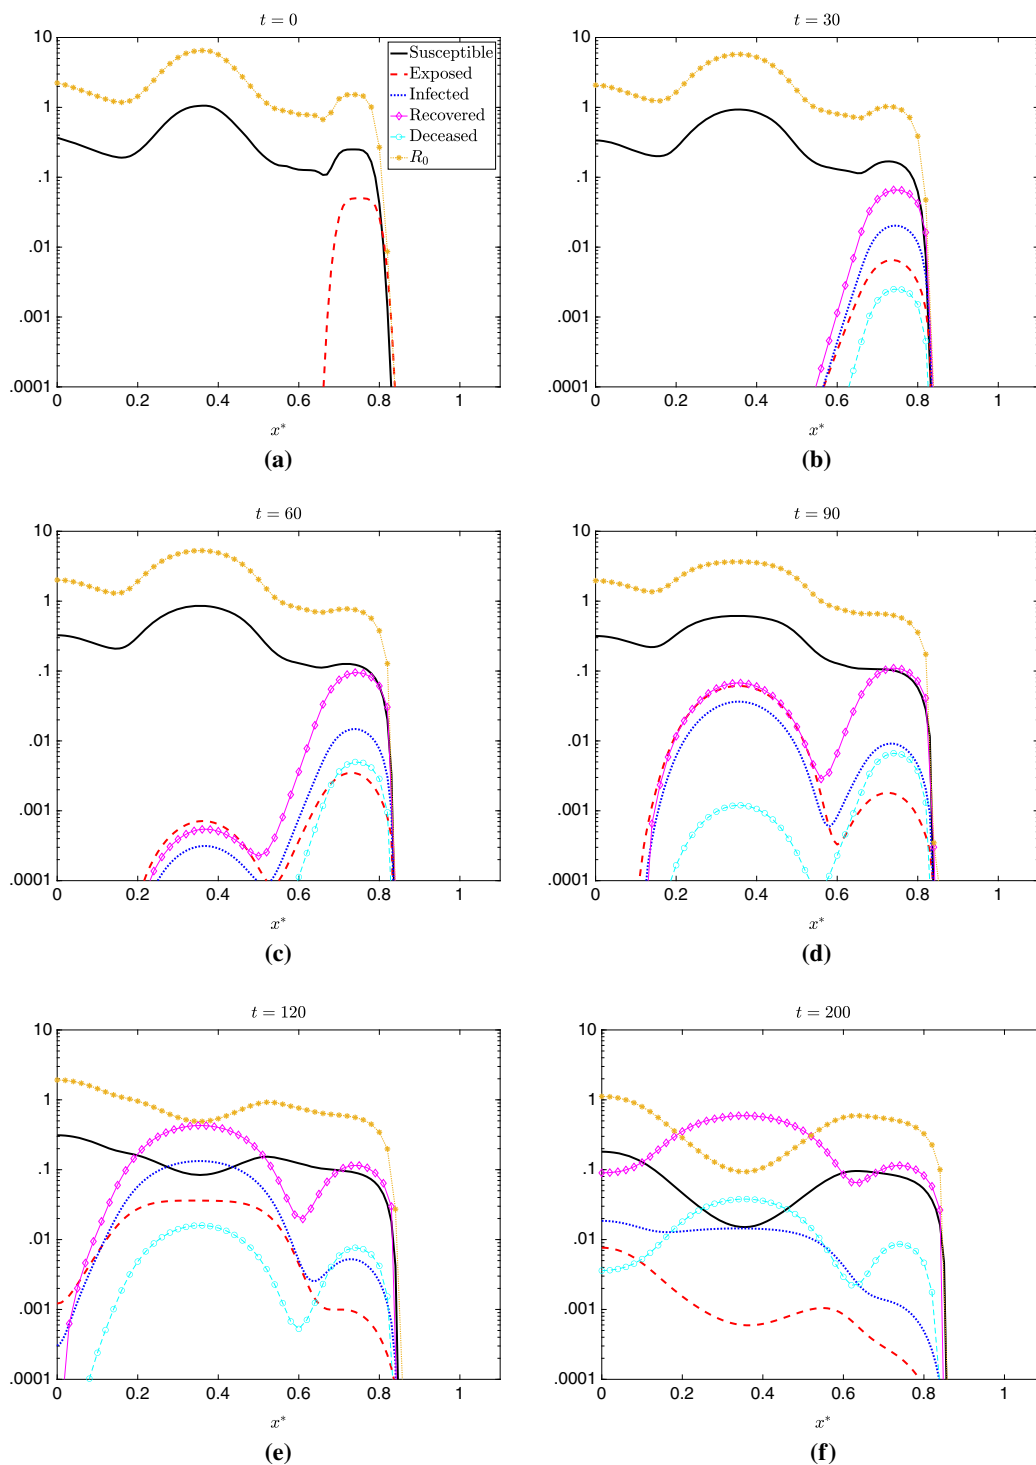 t = 0
10
1
.1
.01
.001
.0001
0 0.2 0.4 0.6 0.8 1
x*
Susceptible
Exposed
Infected
Recovered
Deceased
R₀
(a)
t = 30
10
1
.1
.01
.001
.0001
0 0.2 0.4 0.6 0.8 1
x*
(b)
t = 60
10
1
.1
.01
.001
.0001
0 0.2 0.4 0.6 0.8 1
x*
(c)
t = 90
10
1
.1
.01
.001
.0001
0 0.2 0.4 0.6 0.8 1
x*
(d)
t = 120
10
1
.1
.01
.001
.0001
0 0.2 0.4 0.6 0.8 1
x*
(e)
t = 200
10
1
.1
.01
.001
.0001
0 0.2 0.4 0.6 0.8 1
x*
(f)